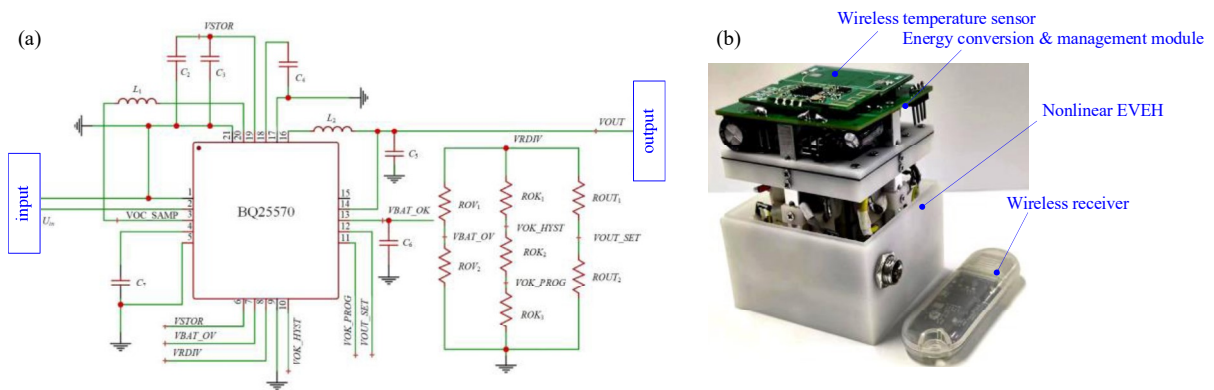 (a)
VSTOR
C₂
C₃
C₄
L₁
L₂
21
20
19
18
17
16
VOUT
output
C₅
VRDIV
input
1
2
3
4
5
Uᵢₙ
VOC_SAMP
BQ25570
15
14
13
12
11
VBAT_OK
C₆
ROV₁
VBAT_OV
ROV₂
ROK₁
VOK_HYST
ROK₂
VOK_PROG
ROK₃
ROUT₁
VOUT_SET
ROUT₂
C₇
6
7
8
9
10
VSTOR
VBAT_OV
VRDIV
VOK_HYST
VOK_PROG
VOUT_SET
(b)
Wireless temperature sensor
Energy conversion & management module
Nonlinear EVEH
Wireless receiver